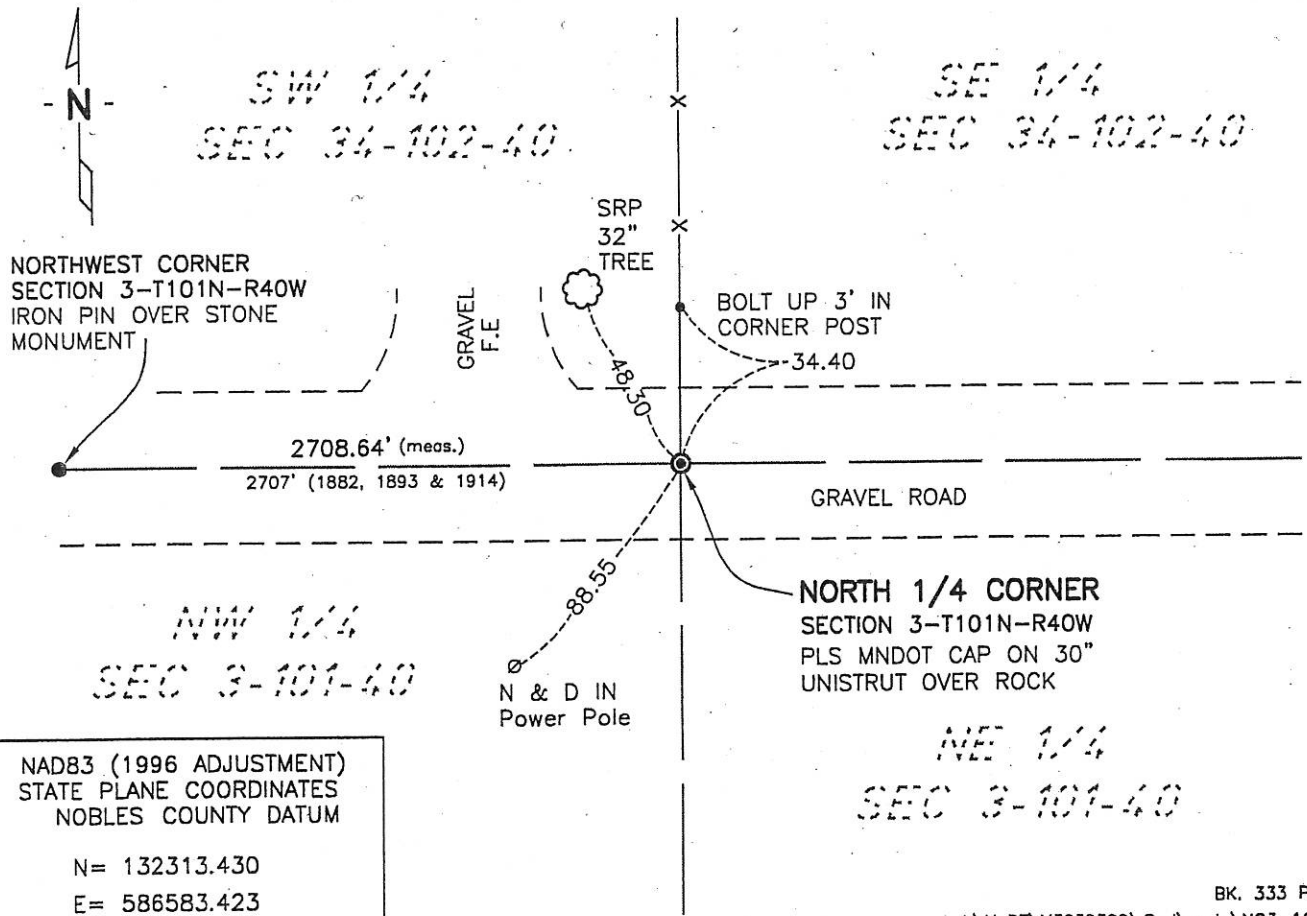 - N -
SW 1/4
SEC 34-102-40
SE 1/4
SEC 34-102-40
SRP
32"
TREE
NORTHWEST CORNER
SECTION 3-T101N-R40W
IRON PIN OVER STONE
MONUMENT
GRAVEL
F.E
BOLT UP 3' IN
CORNER POST
34.40
48.30
2708.64' (meas.)
2707' (1882, 1893 & 1914)
GRAVEL ROAD
88.55
NORTH 1/4 CORNER
SECTION 3-T101N-R40W
PLS MNDOT CAP ON 30"
UNISTRUT OVER ROCK
NW 1/4
SEC 3-101-40
N & D IN
Power Pole
NE 1/4
SEC 3-101-40
NAD83 (1996 ADJUSTMENT)
STATE PLANE COORDINATES
NOBLES COUNTY DATUM
N= 132313.430
E= 586583.423
BK. 333